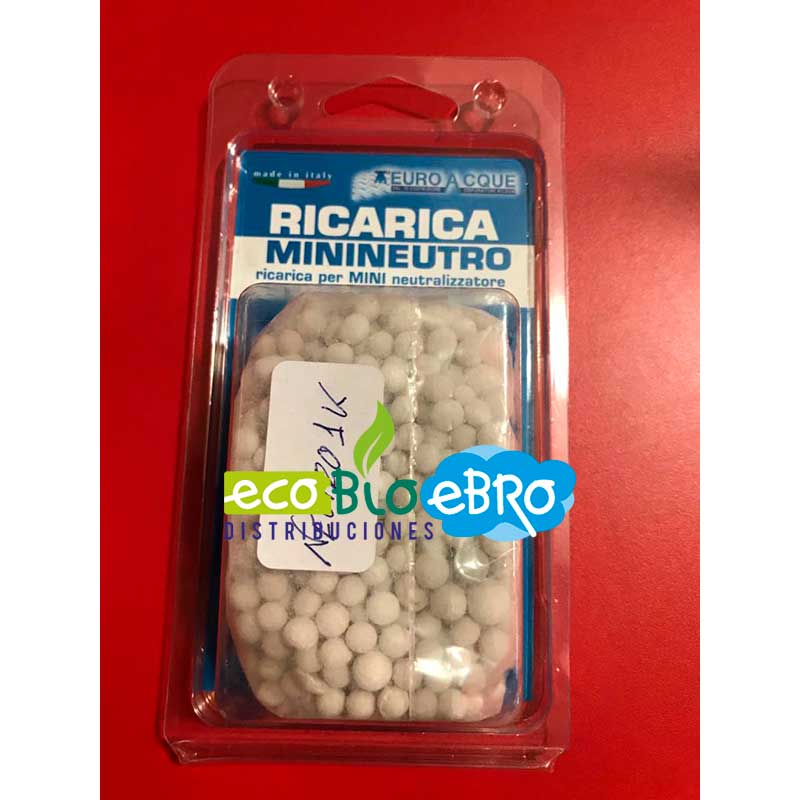 made in italy
EURO ACQUE
RICARICA
MININEUTRO
ricarica per MINI neutralizzatore
eco Bio eBRO
DISTRIBUCIONES